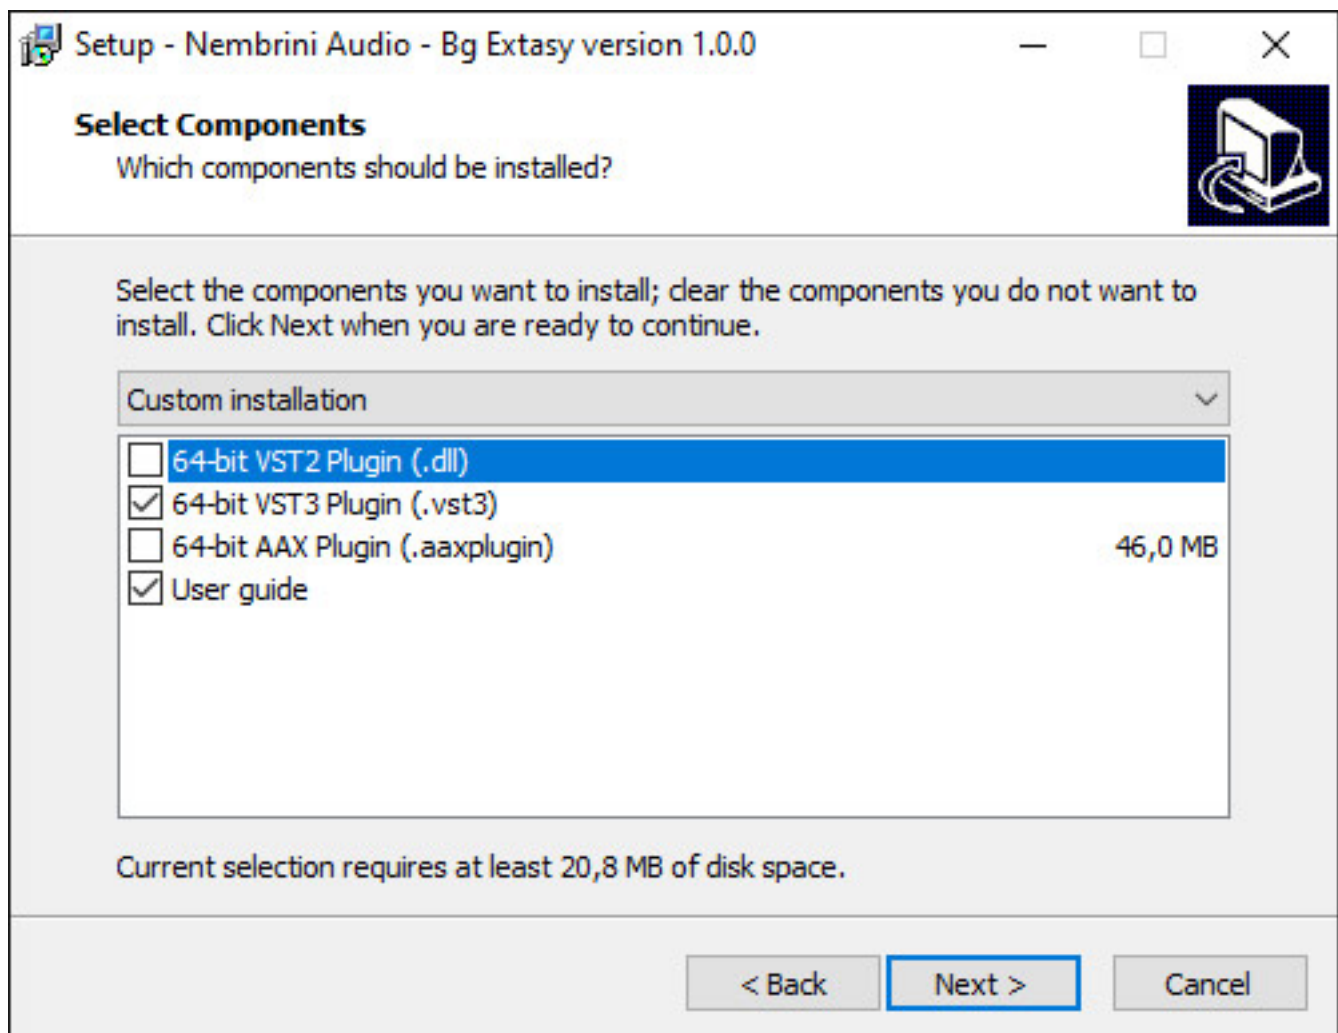 Setup - Nembrini Audio - Bg Extasy version 1.0.0
Select Components
Which components should be installed?
Select the components you want to install; clear the components you do not want to
install. Click Next when you are ready to continue.
Custom installation
64-bit VST2 Plugin (.dll)
64-bit VST3 Plugin (.vst3)
64-bit AAX Plugin (.aaxplugin) 46,0 MB
User guide
Current selection requires at least 20,8 MB of disk space.
< Back Next > Cancel